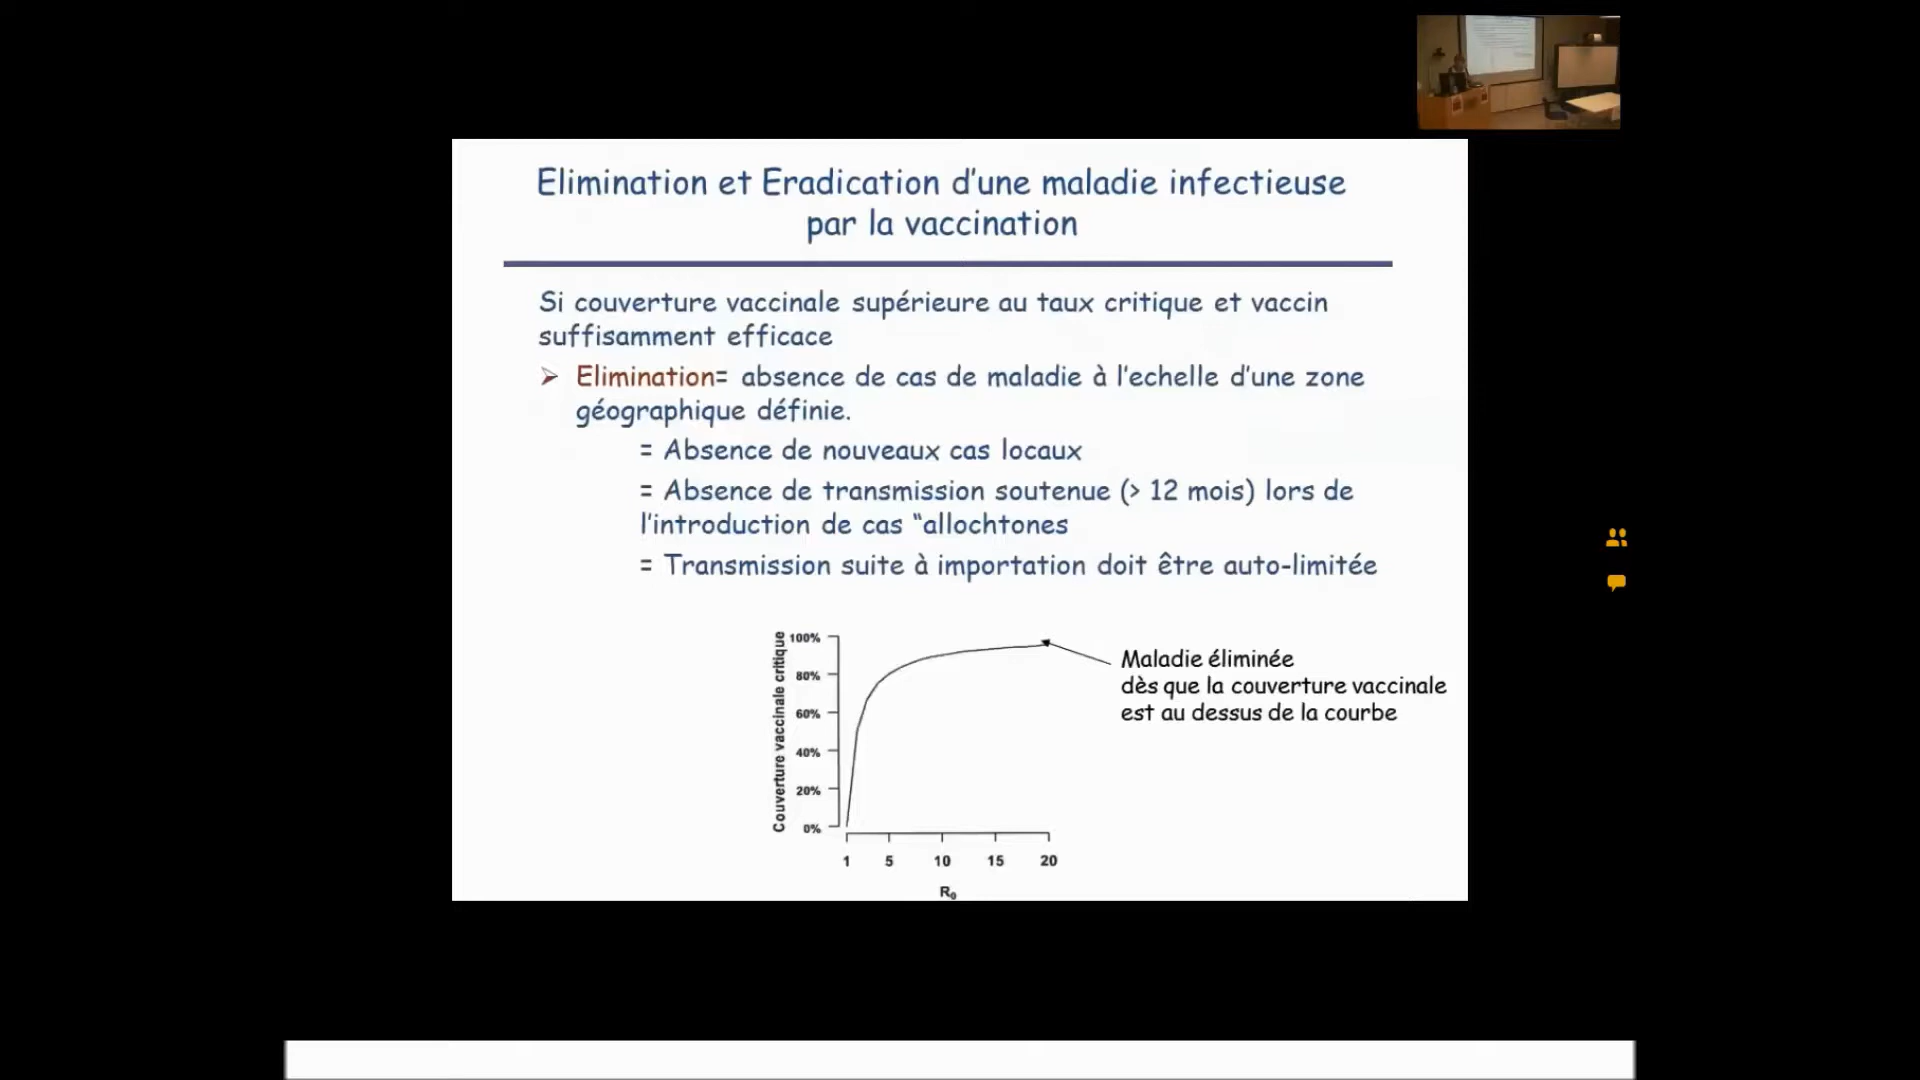 Elimination et Eradication d'une maladie infectieuse
par la vaccination
Si couverture vaccinale supérieure au taux critique et vaccin
suffisamment efficace
➢ Elimination= absence de cas de maladie à l'echelle d'une zone
géographique définie.
= Absence de nouveaux cas locaux
= Absence de transmission soutenue (> 12 mois) lors de
l'introduction de cas “allochtones
= Transmission suite à importation doit être auto-limitée
Couverture vaccinale critique
100%
80%
60%
40%
20%
0%
1 5 10 15 20
R₀
Maladie éliminée
dès que la couverture vaccinale
est au dessus de la courbe